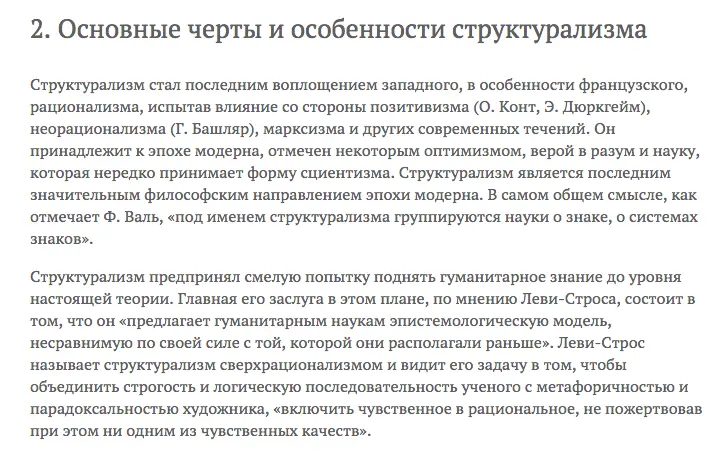 2. Основные черты и особенности структурализма
Структурализм стал последним воплощением западного, в особенности французского,
рационализма, испытав влияние со стороны позитивизма (О. Конт, Э. Дюркгейм),
неорационализма (Г. Башляр), марксизма и других современных течений. Он
принадлежит к эпохе модерна, отмечен некоторым оптимизмом, верой в разум и науку,
которая нередко принимает форму сциентизма. Структурализм является последним
значительным философским направлением эпохи модерна. В самом общем смысле, как
отмечает Ф. Валь, «под именем структурализма группируются науки о знаке, о системах
знаков».
Структурализм предпринял смелую попытку поднять гуманитарное знание до уровня
настоящей теории. Главная его заслуга в этом плане, по мнению Леви-Строса, состоит в
том, что он «предлагает гуманитарным наукам эпистемологическую модель,
несравнимую по своей силе с той, которой они располагали раньше». Леви-Строс
называет структурализм сверхрационализмом и видит его задачу в том, чтобы
объединить строгость и логическую последовательность ученого с метафоричностью и
парадоксальностью художника, «включить чувственное в рациональное, не пожертвовав
при этом ни одним из чувственных качеств».